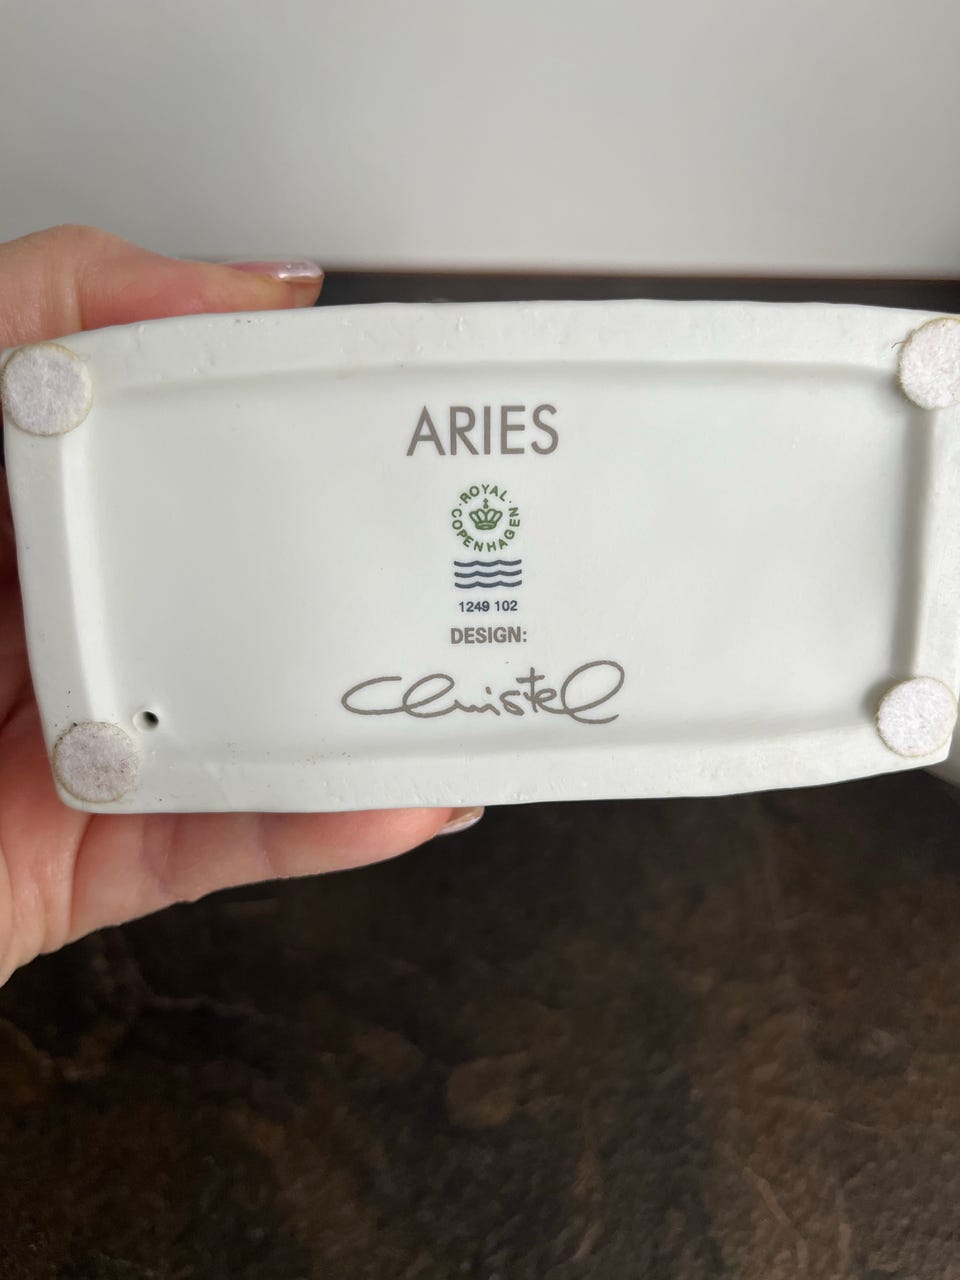 ARIES
ROYAL
COPENHAGEN
1249 102
DESIGN:
Christel